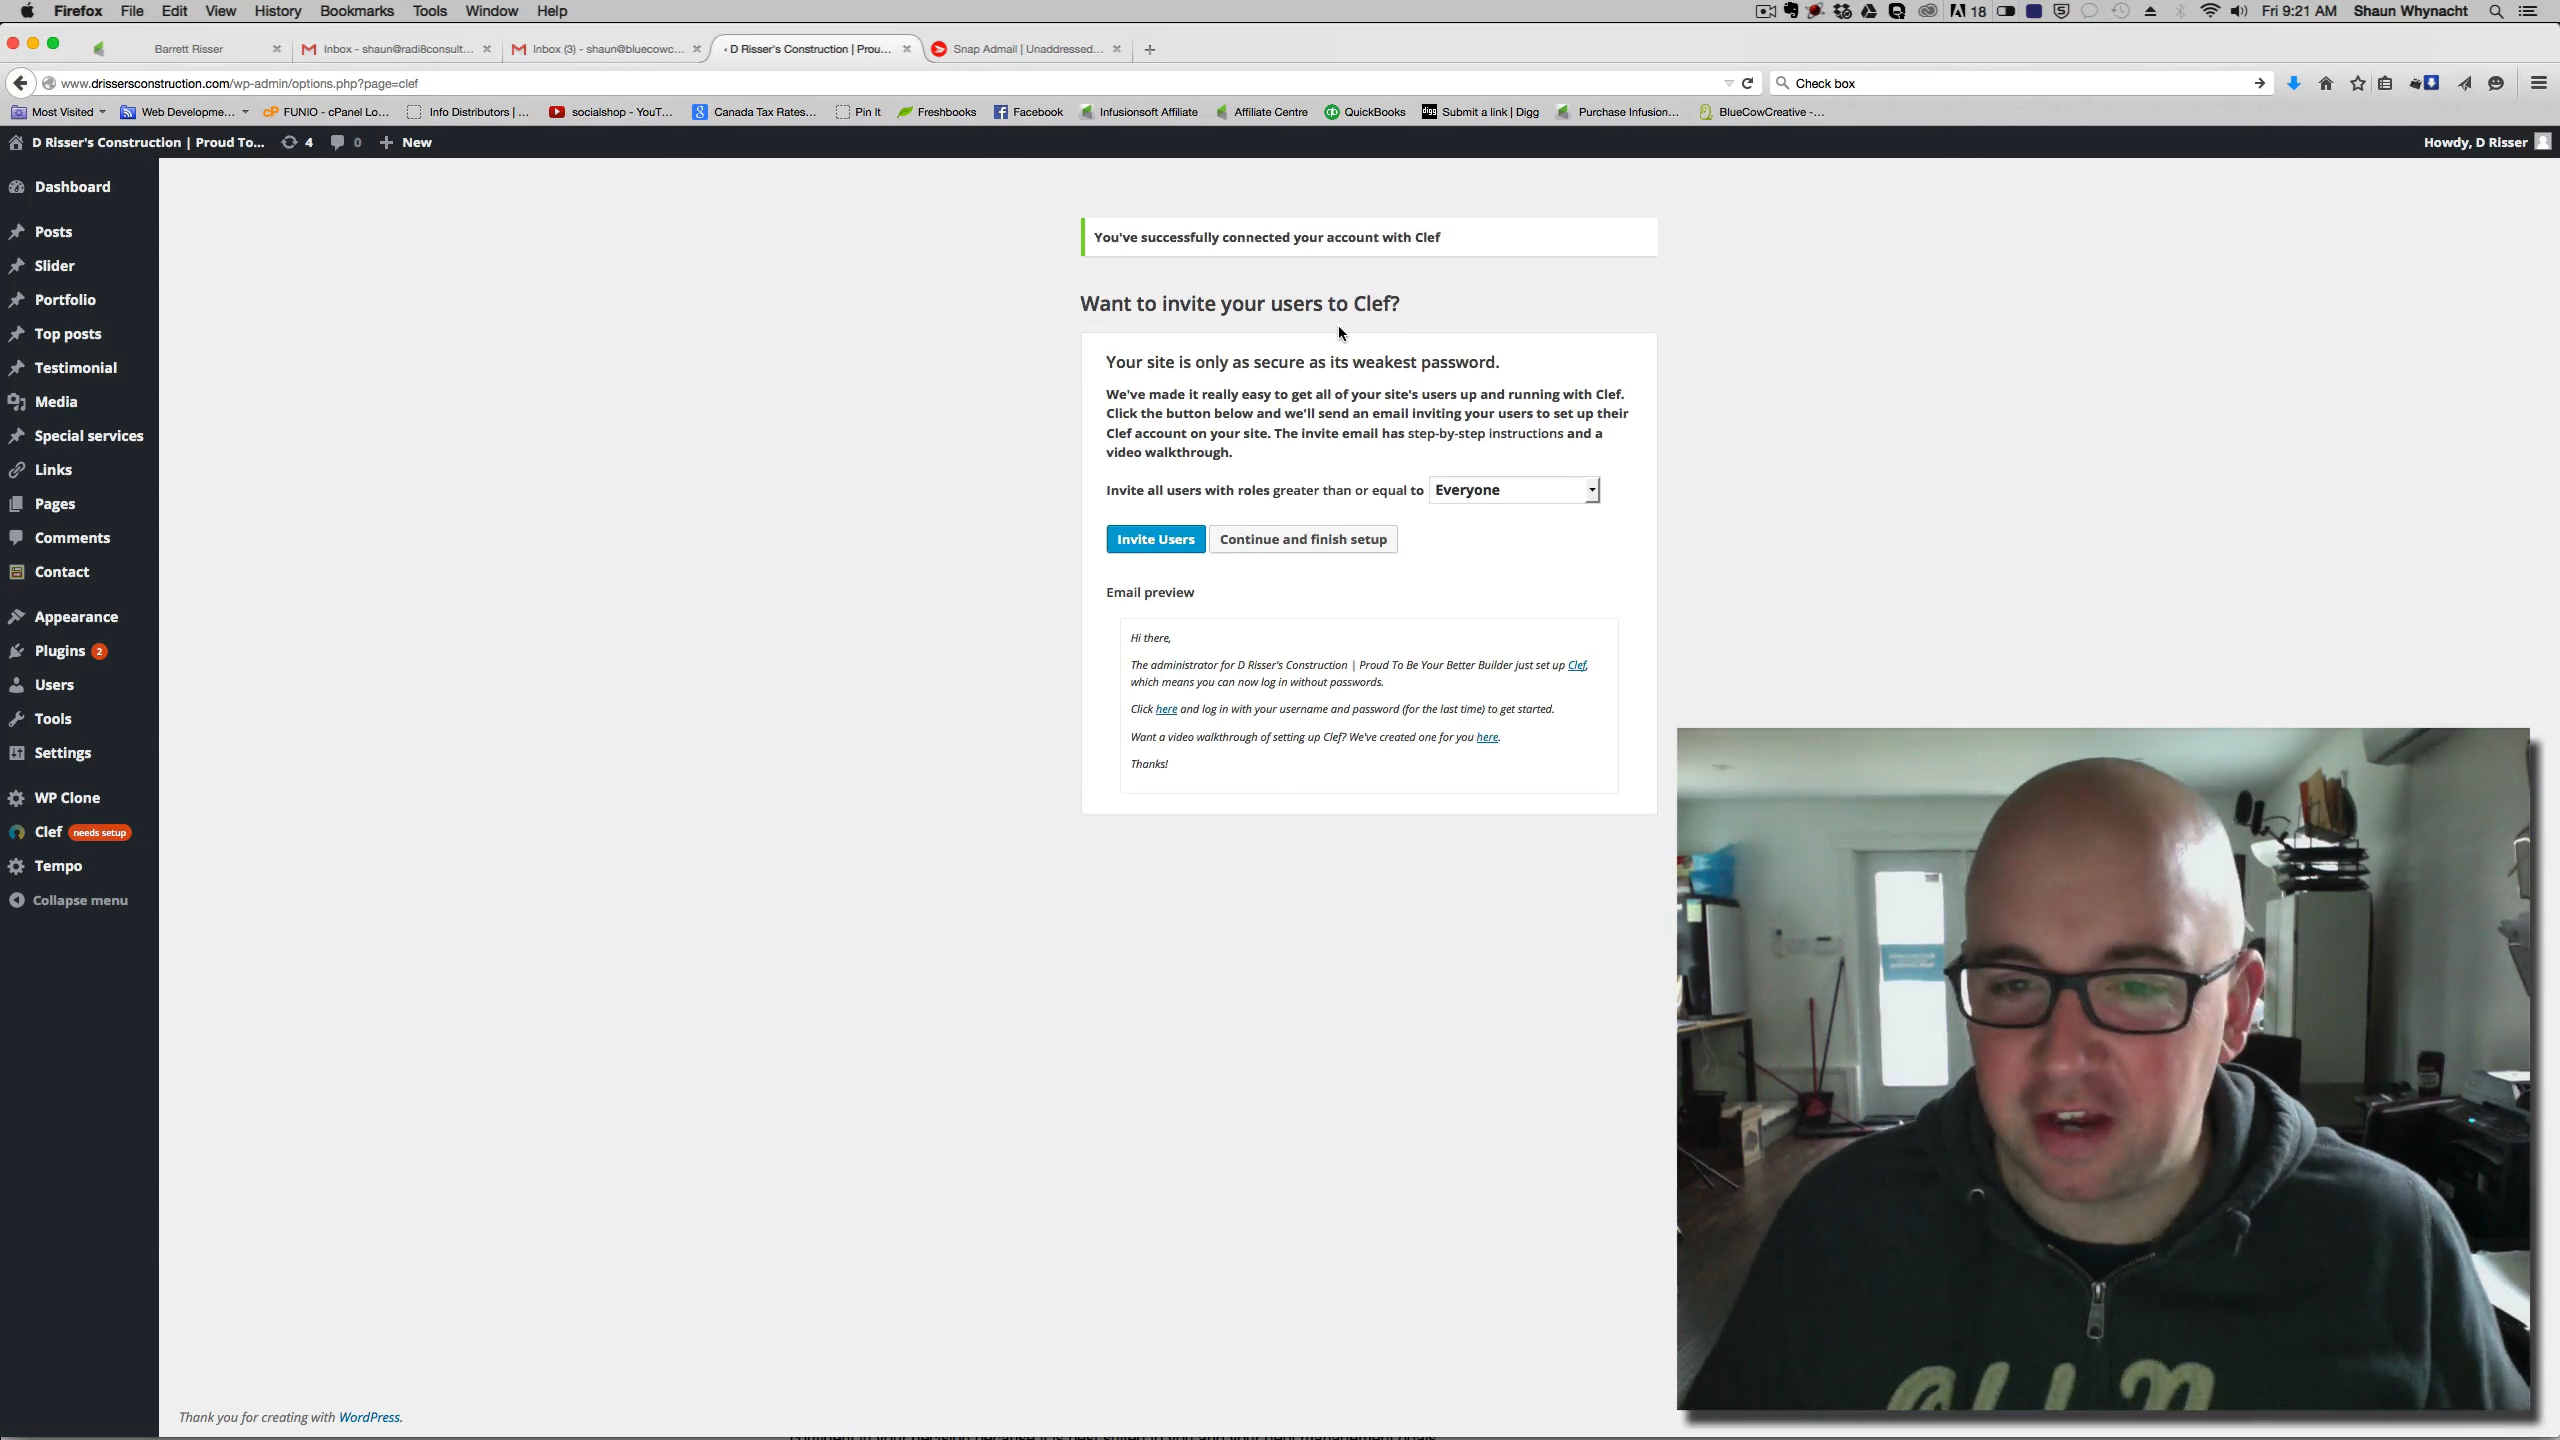 Firefox File Edit View History Bookmarks Tools Window Help 18 Fri 9:21 AM Shaun Whynacht
Barrett Risser Inbox - shaun@radi8consult... Inbox (3) - shaun@bluecowc... ‹ D Risser's Construction | Prou... Snap Admail | Unaddressed...
www.drissersconstruction.com/wp-admin/options.php?page=clef Check box
Most Visited Web Developme... cP FUNIO - cPanel Lo... Info Distributors | ... socialshop - YouT... Canada Tax Rates... Pin It Freshbooks Facebook Infusionsoft Affiliate Affiliate Centre QuickBooks digg Submit a link | Digg Purchase Infusion... BlueCowCreative -...
D Risser's Construction | Proud To... 4 0 New Howdy, D Risser
Dashboard
Posts
Slider
Portfolio
Top posts
Testimonial
Media
Special services
Links
Pages
Comments
Contact
Appearance
Plugins 2
Users
Tools
Settings
WP Clone
Clef needs setup
Tempo
Collapse menu
You've successfully connected your account with Clef
Want to invite your users to Clef?
Your site is only as secure as its weakest password.
We've made it really easy to get all of your site's users up and running with Clef.
Click the button below and we'll send an email inviting your users to set up their
Clef account on your site. The invite email has step-by-step instructions and a
video walkthrough.
Invite all users with roles greater than or equal to Everyone
Invite Users Continue and finish setup
Email preview
Hi there,
The administrator for D Risser's Construction | Proud To Be Your Better Builder just set up Clef,
which means you can now log in without passwords.
Click here and log in with your username and password (for the last time) to get started.
Want a video walkthrough of setting up Clef? We've created one for you here.
Thanks!
Thank you for creating with WordPress.